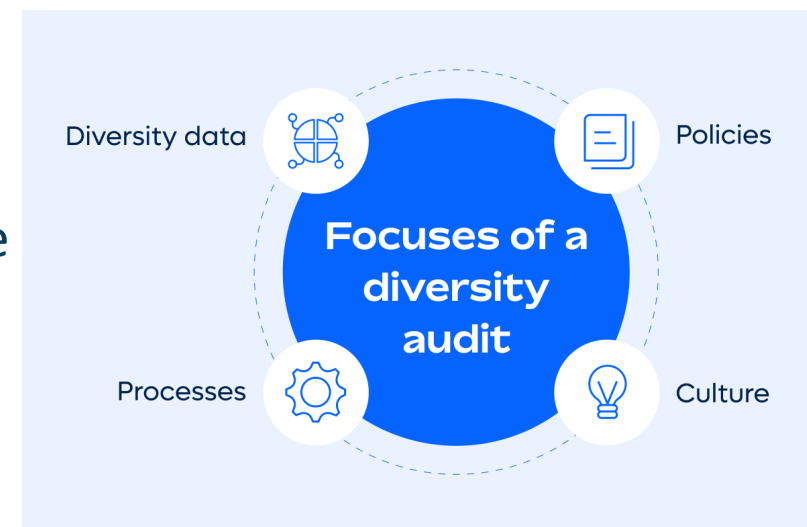 Diversity data
Policies
e
Focuses of a
diversity
audit
Processes
Culture